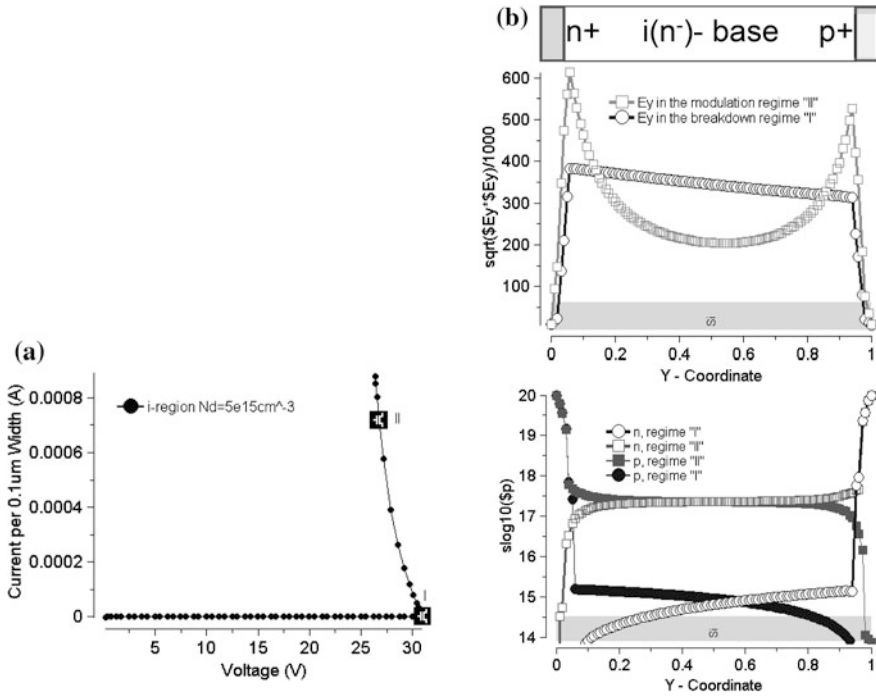 (a)
Current per 0.1um Width (A)
0.0008
0.0006
0.0004
0.0002
0
i-region Nd=5e15cm^-3
II
I
5
10
15
20
25
30
Voltage (V)
(b)
n+ i(n⁻)- base p+
sqrt($Ey*$Ey)/1000
600
500
400
300
200
100
Ey in the modulation regime "II"
Ey in the breakdown regime "I"
Si
0 0.2 0.4 0.6 0.8 1
Y - Coordinate
slog10($p)
20
19
18
17
16
15
14
n, regime "I"
n, regime "II"
p, regime "II"
p, regime "I"
Si
0 0.2 0.4 0.6 0.8 1
Y - Coordinate